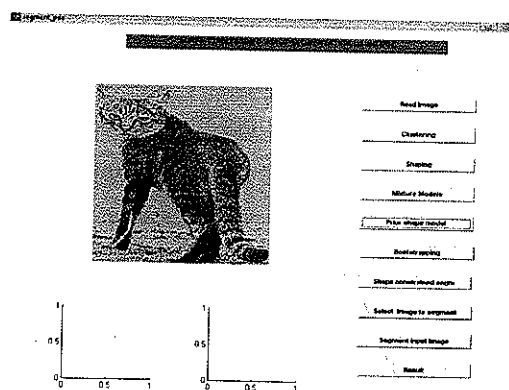 segment_gui
Read Image
Clustering
Shaping
Mixture Models
Prior shape model
Bootstrapping
Shape constrained
Select Image to segment
Segment Input Image
Result
1
0.5
0
0 0.5 1
1
0.5
0
0 0.5 1